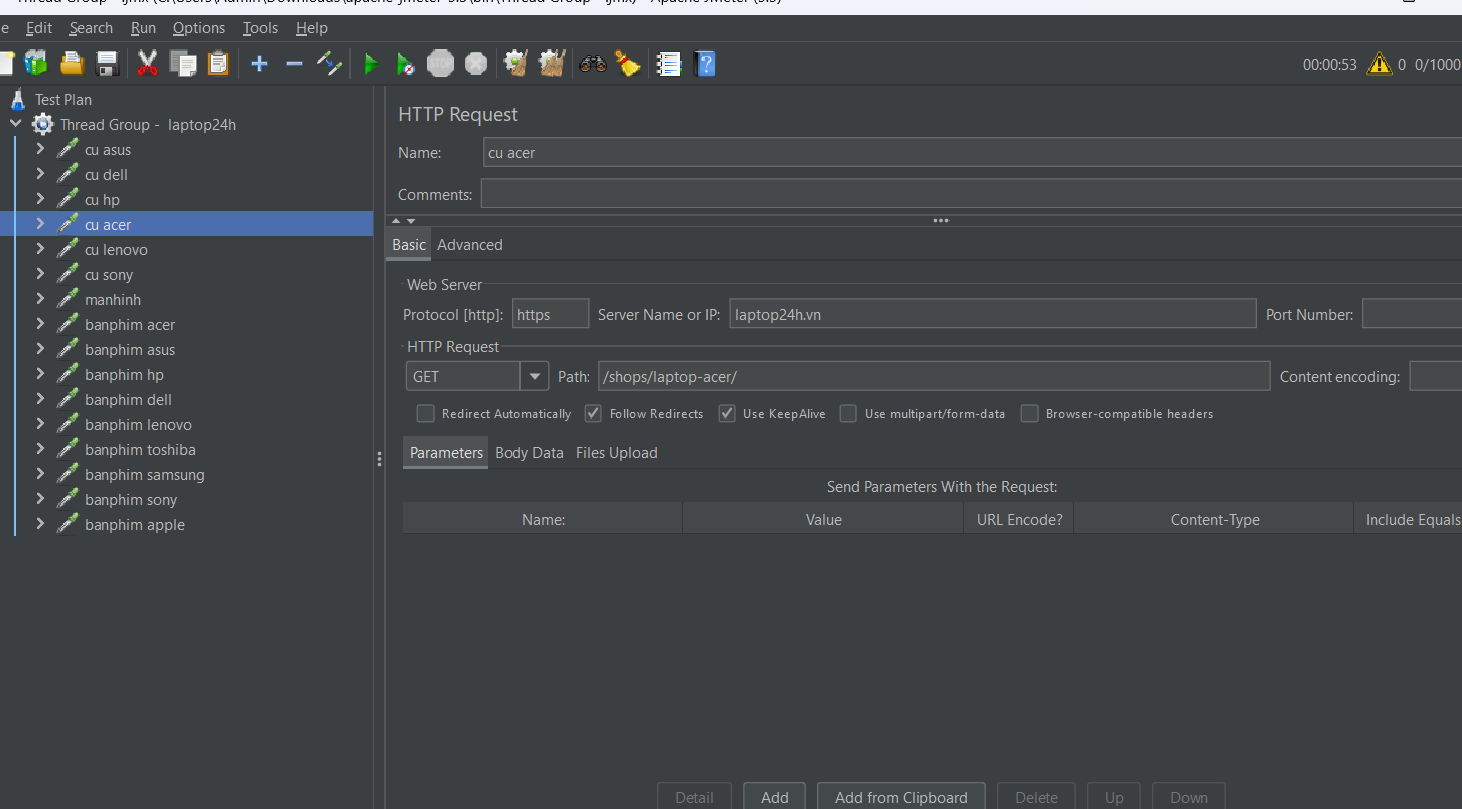 Edit Search Run Options Tools Help
STOP
00:00:53 0 0/1000
Test Plan
Thread Group - laptop24h
cu asus
cu dell
cu hp
cu acer
cu lenovo
cu sony
manhinh
banphim acer
banphim asus
banphim hp
banphim dell
banphim lenovo
banphim toshiba
banphim samsung
banphim sony
banphim apple
HTTP Request
Name: cu acer
Comments:
Basic Advanced
Web Server
Protocol [http]: https Server Name or IP: laptop24h.vn Port Number:
HTTP Request
GET Path: /shops/laptop-acer/ Content encoding:
Redirect Automatically Follow Redirects Use KeepAlive Use multipart/form-data Browser-compatible headers
Parameters Body Data Files Upload
Send Parameters With the Request:
Name: Value URL Encode? Content-Type Include Equals
Detail Add Add from Clipboard Delete Up Down